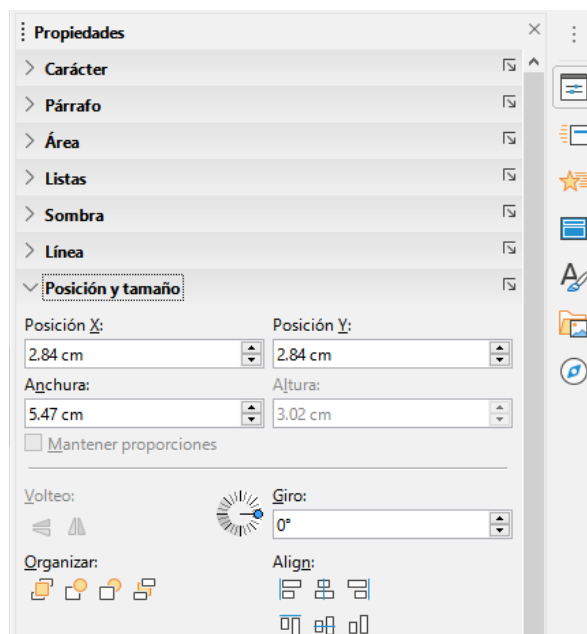 Propiedades
Carácter
Párrafo
Área
Listas
Sombra
Línea
Posición y tamaño
Posición X: Posición Y:
2.84 cm 2.84 cm
Anchura: Altura:
5.47 cm 3.02 cm
Mantener proporciones
Volteo: Giro:
0°
Organizar: Align: